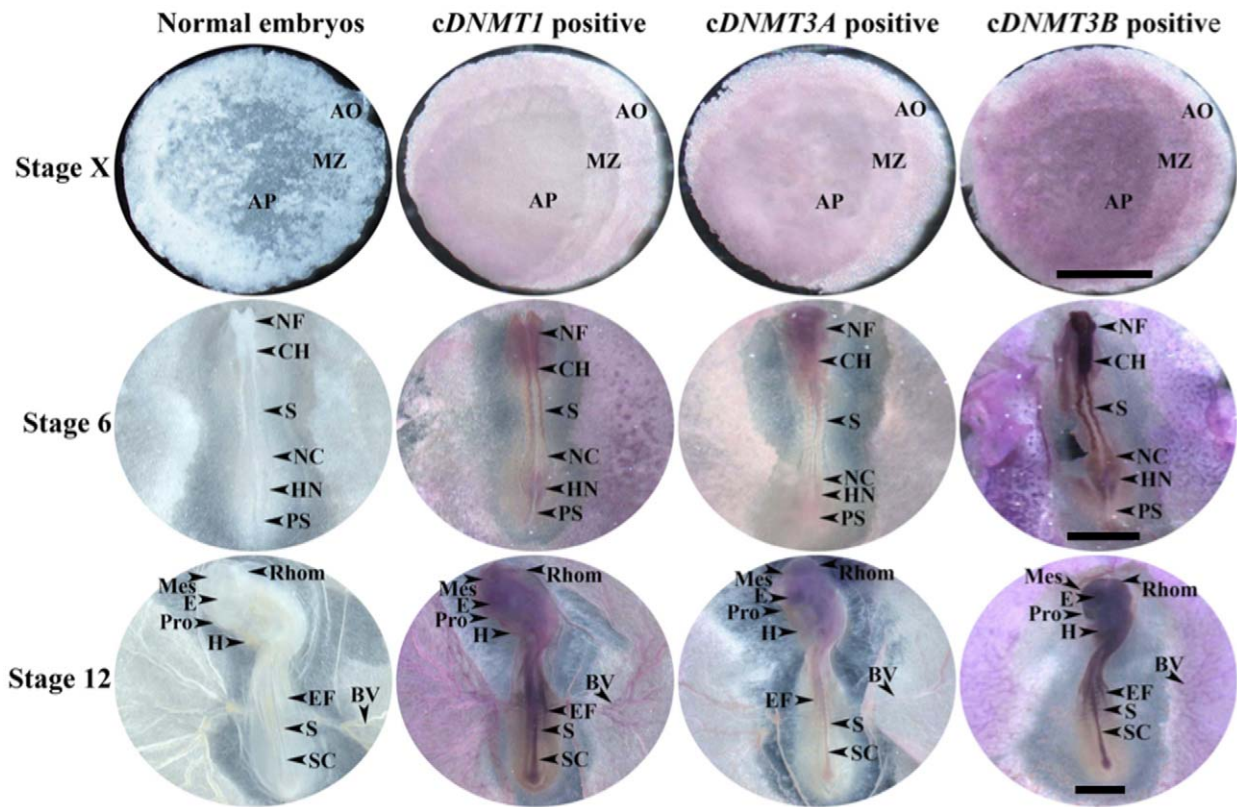 Normal embryos cDNMT1 positive cDNMT3A positive cDNMT3B positive
Stage X
AO MZ AP
AO MZ AP
AO MZ AP
AO MZ AP
Stage 6
NF CH S NC HN PS
NF CH S NC HN PS
NF CH S NC HN PS
NF CH S NC HN PS
Stage 12
Mes Rhom E Pro H EF BV S SC
Mes Rhom E Pro H BV EF S SC
Mes Rhom E Pro H BV EF S SC
Mes Rhom E Pro H BV EF S SC